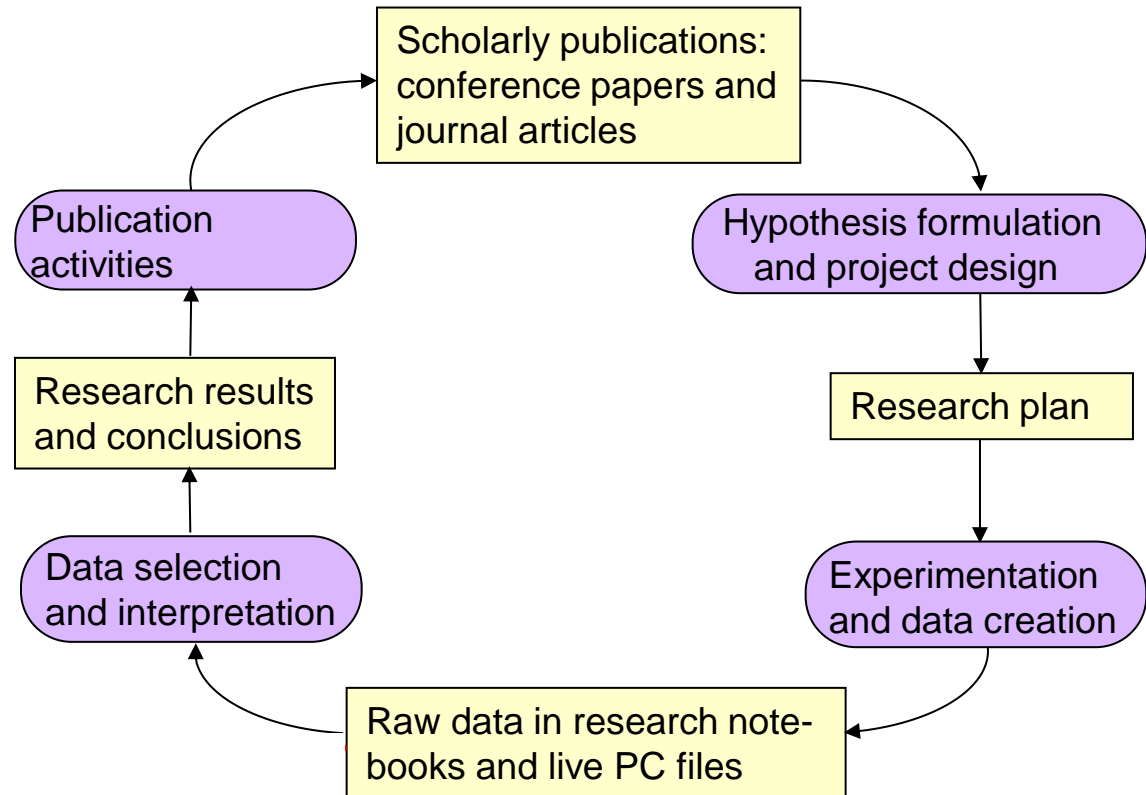 Scholarly publications:
conference papers and
journal articles
Publication
activities
Hypothesis formulation
and project design
Research results
and conclusions
Research plan
Data selection
and interpretation
Experimentation
and data creation
Raw data in research note-
books and live PC files